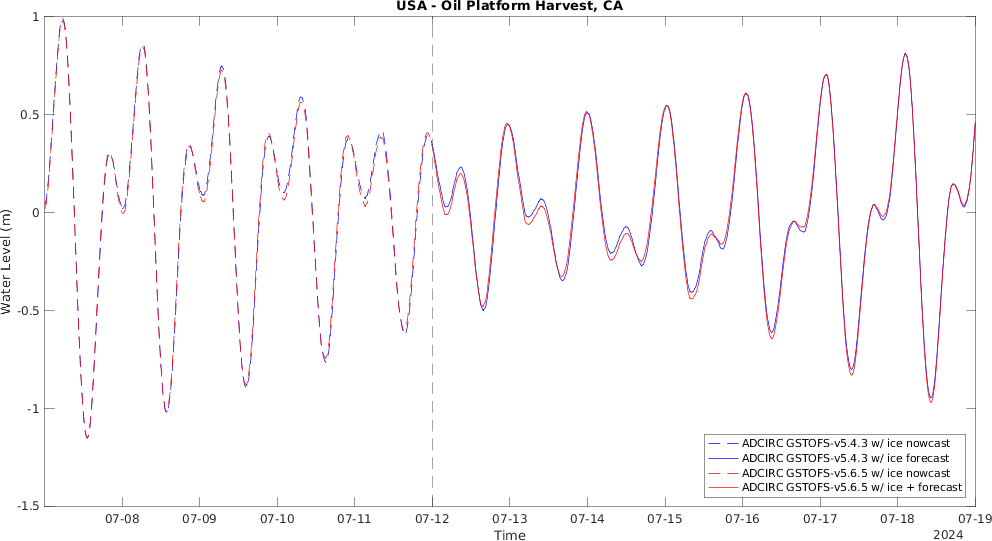 USA - Oil Platform Harvest, CA
1
0.5
0
-0.5
-1
-1.5
Water Level (m)
ADCIRC GSTOFS-v5.4.3 w/ ice nowcast
ADCIRC GSTOFS-v5.4.3 w/ ice forecast
ADCIRC GSTOFS-v5.6.5 w/ ice nowcast
ADCIRC GSTOFS-v5.6.5 w/ ice + forecast
07-08 07-09 07-10 07-11 07-12 07-13 07-14 07-15 07-16 07-17 07-18 07-19
Time
2024